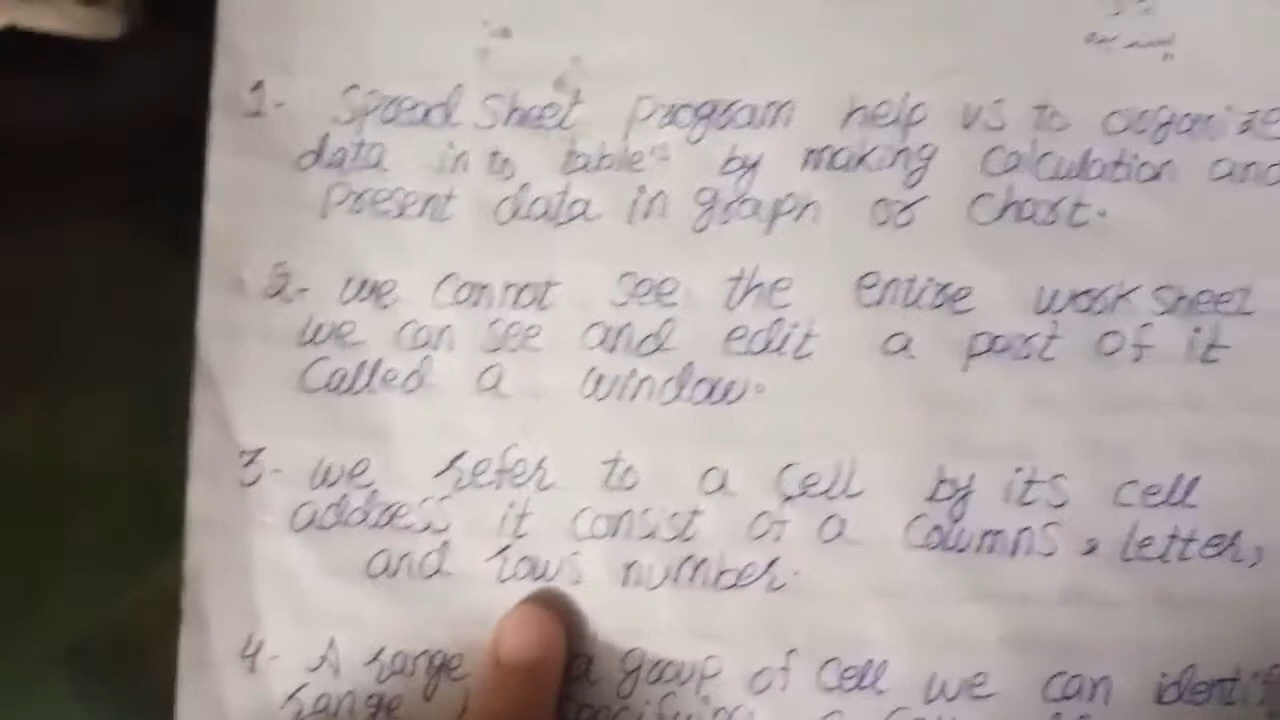 1- Spread Sheet program help us to organize
data in to tables by making calculation and
present data in graph or chart.
2- we cannot see the entire work sheet
we can see and edit a part of it
called a window.
3- we refer to a cell by its cell
address it consist of a columns, letter,
and rows number.
4- A range a group of cell we can
range